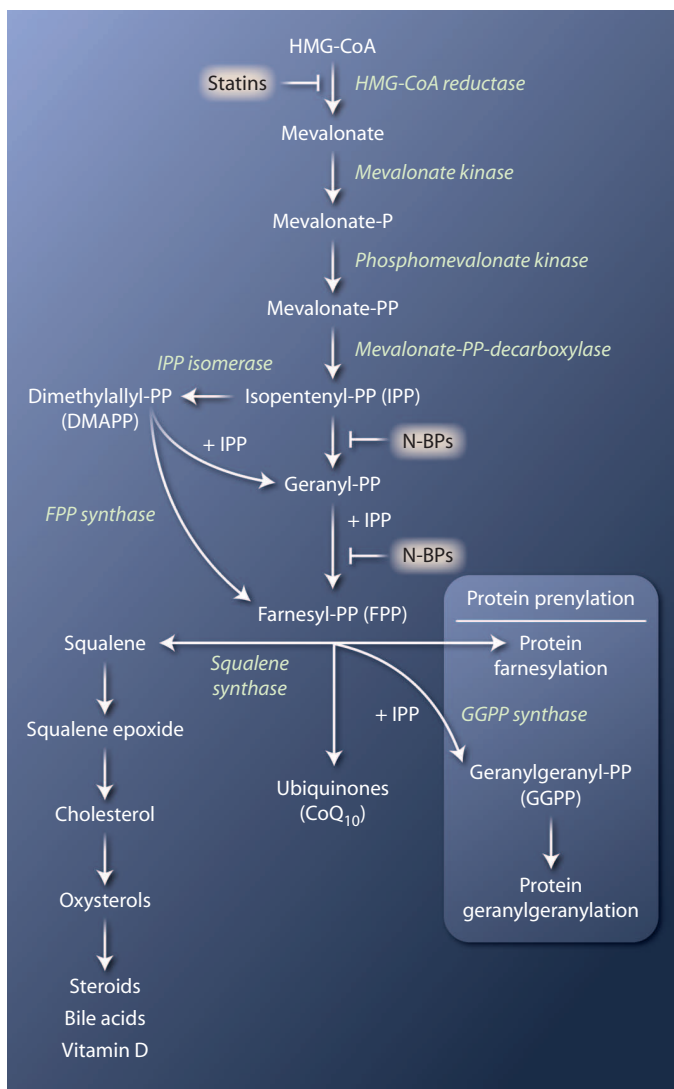 HMG-CoA
Statins
HMG-CoA reductase
Mevalonate
Mevalonate kinase
Mevalonate-P
Phosphomevalonate kinase
Mevalonate-PP
Mevalonate-PP-decarboxylase
IPP isomerase
Dimethylallyl-PP
(DMAPP)
Isopentenyl-PP (IPP)
+ IPP
N-BPs
Geranyl-PP
FPP synthase
+ IPP
N-BPs
Farnesyl-PP (FPP)
Protein prenylation
Squalene
Squalene
synthase
Protein
farnesylation
Squalene epoxide
+ IPP
GGPP synthase
Ubiquinones
(CoQ10)
Geranylgeranyl-PP
(GGPP)
Cholesterol
Protein
geranylgeranylation
Oxysterols
Steroids
Bile acids
Vitamin D